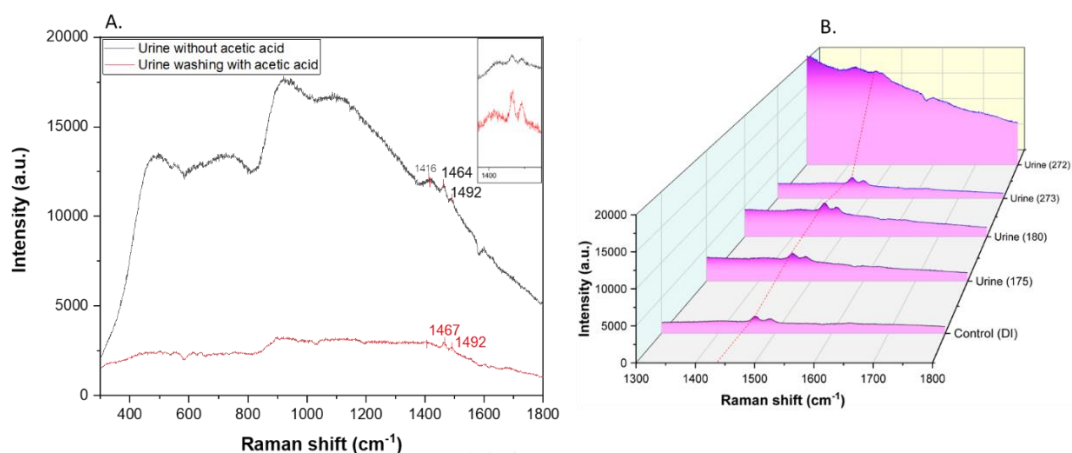 A.
20000
15000
10000
5000
0
Intensity (a.u.)
Urine without acetic acid
Urine washing with acetic acid
1400
1416
1464
1492
1467
1492
400
600
800
1000
1200
1400
1600
1800
Raman shift (cm⁻¹)
B.
20000
15000
10000
5000
0
Intensity (a.u.)
Urine (272)
Urine (273)
Urine (180)
Urine (175)
Control (DI)
1300
1400
1500
1600
1700
1800
Raman shift (cm⁻¹)